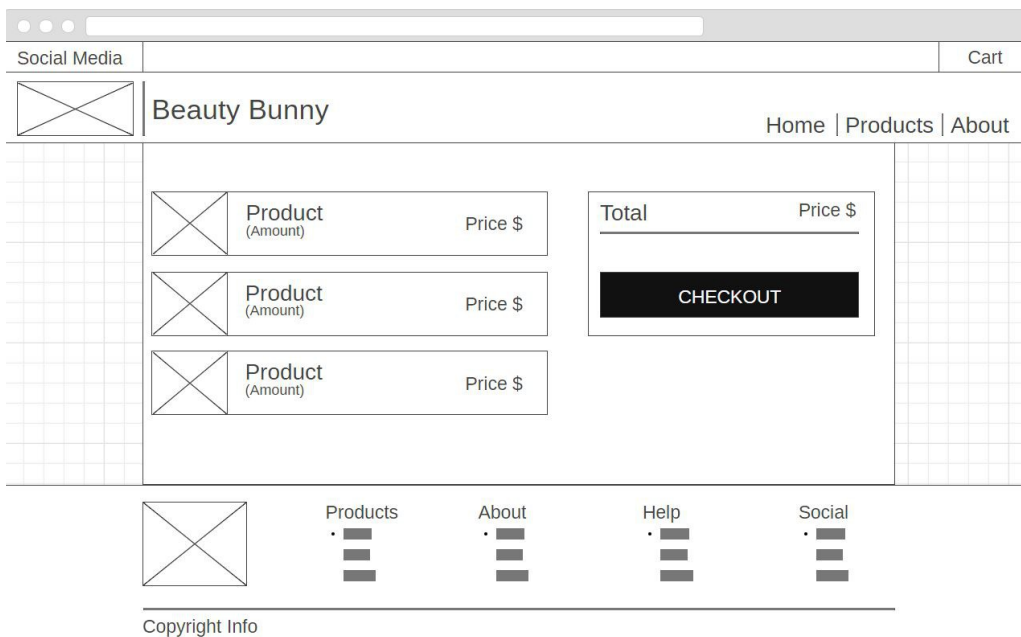 Social Media
Cart
Beauty Bunny
Home | Products | About
Product
(Amount)
Price $
Product
(Amount)
Price $
Product
(Amount)
Price $
Total
Price $
CHECKOUT
Products
About
Help
Social
Copyright Info